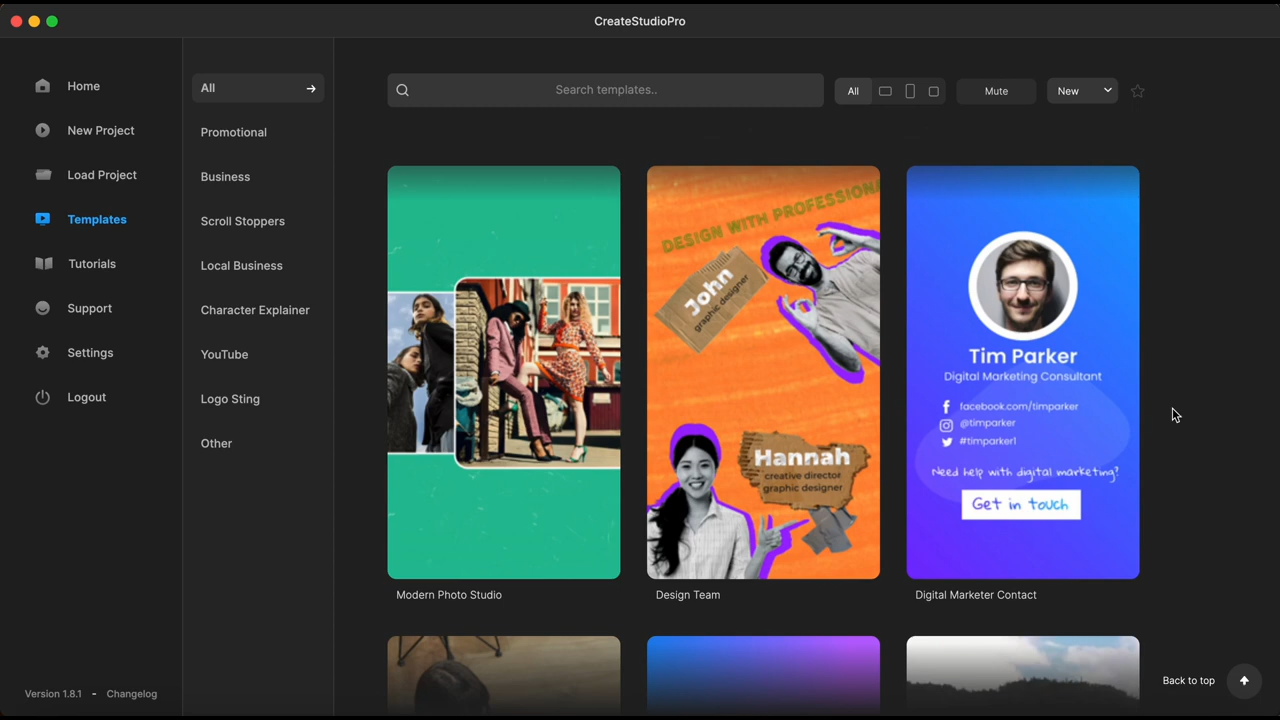 CreateStudioPro
Home
New Project
Load Project
Templates
Tutorials
Support
Settings
Logout
Version 1.8.1 - Changelog
All
Promotional
Business
Scroll Stoppers
Local Business
Character Explainer
YouTube
Logo Sting
Other
Search templates..
All
Mute
New
DESIGN WITH PROFESSIONA
John
graphic designer
Hannah
creative director
graphic designer
Tim Parker
Digital Marketing Consultant
facebook.com/timparker
@timparker
#timparker1
Need help with digital marketing?
Get in touch
Modern Photo Studio
Design Team
Digital Marketer Contact
Back to top